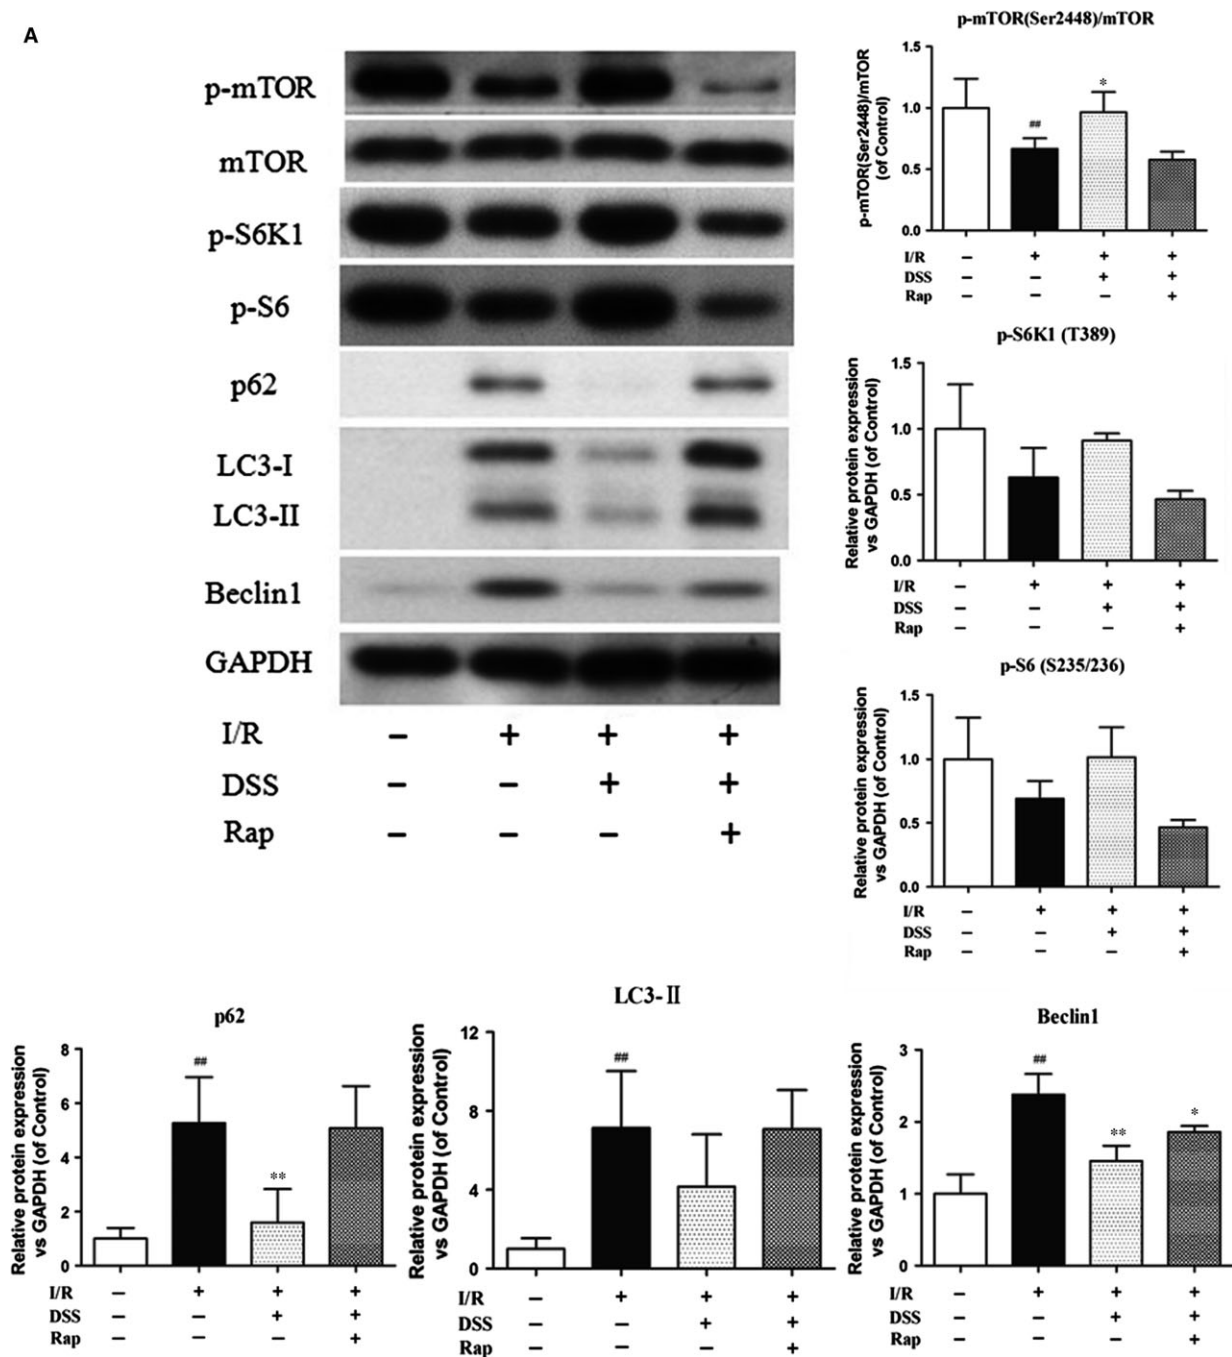 A
p-mTOR
mTOR
p-S6K1
p-S6
p62
LC3-I
LC3-II
Beclin1
GAPDH
I/R − + + +
DSS − − + +
Rap − − − +
p-mTOR(Ser2448)/mTOR
p-mTOR(Ser2448)/mTOR
(of Control)
1.5
1.0
0.5
0.0
##
*
I/R − + + +
DSS − − + +
Rap − − − +
p-S6K1 (T389)
Relative protein expression
vs GAPDH (of Control)
1.5
1.0
0.5
0.0
I/R − + + +
DSS − − + +
Rap − − − +
p-S6 (S235/236)
Relative protein expression
vs GAPDH (of Control)
1.5
1.0
0.5
0.0
I/R − + + +
DSS − − + +
Rap − − − +
p62
Relative protein expression
vs GAPDH (of Control)
8
6
4
2
0
##
**
I/R − + + +
DSS − − + +
Rap − − − +
LC3-Ⅱ
Relative protein expression
vs GAPDH (of Control)
12
8
4
0
##
I/R − + + +
DSS − − + +
Rap − − − +
Beclin1
Relative protein expression
vs GAPDH (of Control)
3
2
1
0
##
**
*
I/R − + + +
DSS − − + +
Rap − − − +